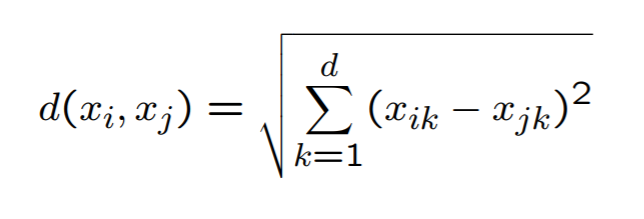 d(x_i, x_j) = \sqrt{\sum_{k=1}^{d} (x_{ik} - x_{jk})^2}